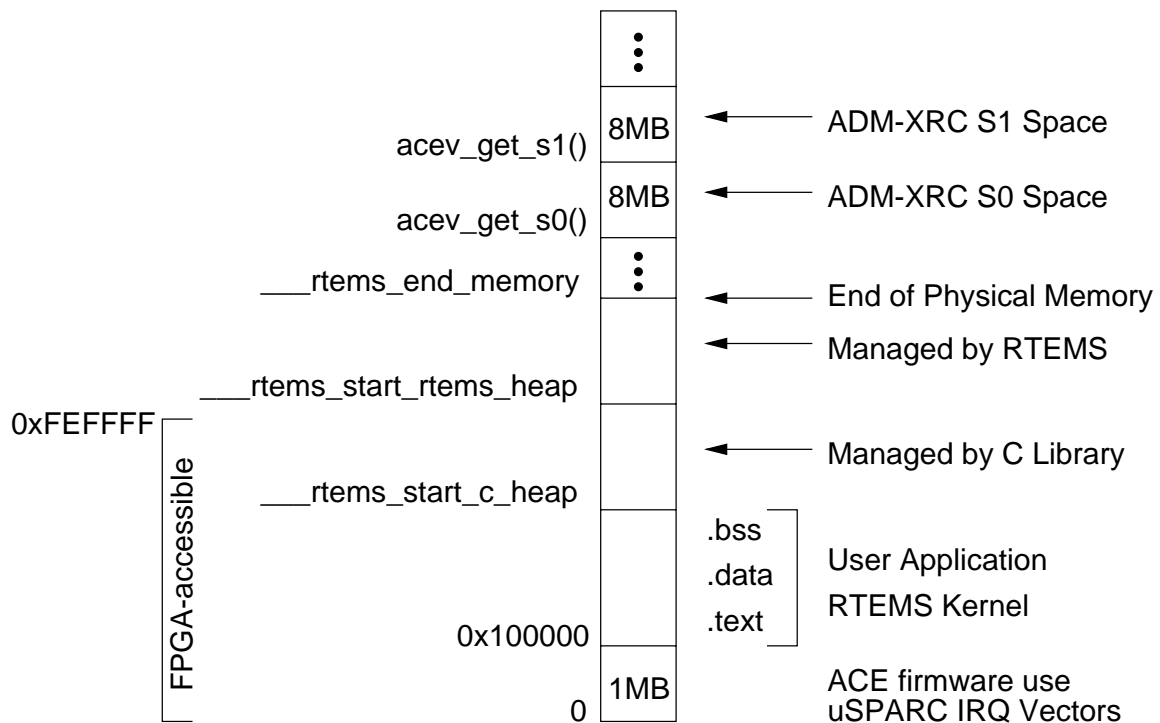 8MB
ADM-XRC S1 Space
acev_get_s1()
8MB
ADM-XRC S0 Space
acev_get_s0()
___rtems_end_memory
End of Physical Memory
Managed by RTEMS
___rtems_start_rtems_heap
0xFEFFFF
Managed by C Library
___rtems_start_c_heap
FPGA-accessible
.bss
.data
.text
User Application
RTEMS Kernel
0x100000
1MB
ACE firmware use
uSPARC IRQ Vectors
0